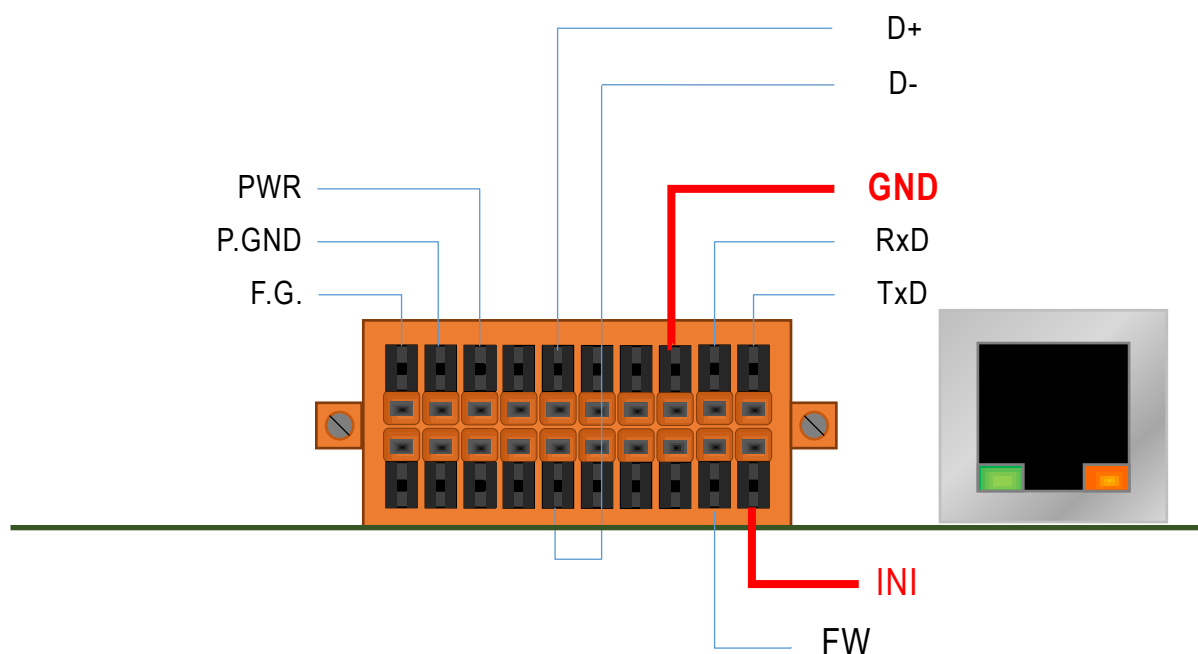 D+
D-
PWR
GND
P.GND
RxD
F.G.
TxD
INI
FW